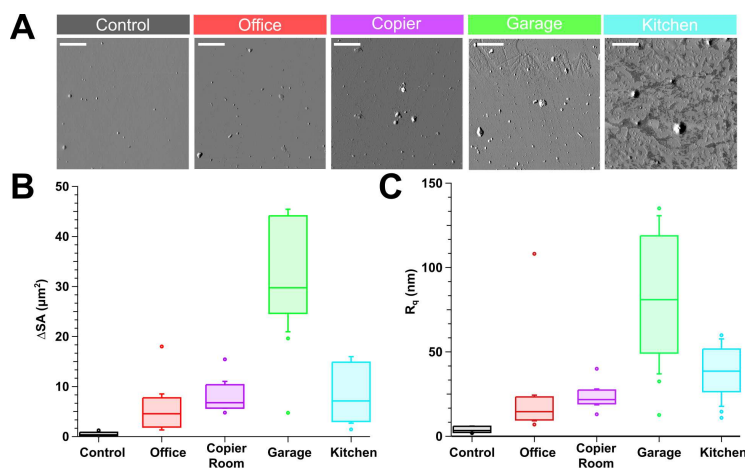 A
Control
Office
Copier
Garage
Kitchen
B
50
40
30
20
10
0
ΔSA (µm²)
Control
Office
Copier
Room
Garage
Kitchen
C
150
100
50
0
Rq (nm)
Control
Office
Copier
Room
Garage
Kitchen